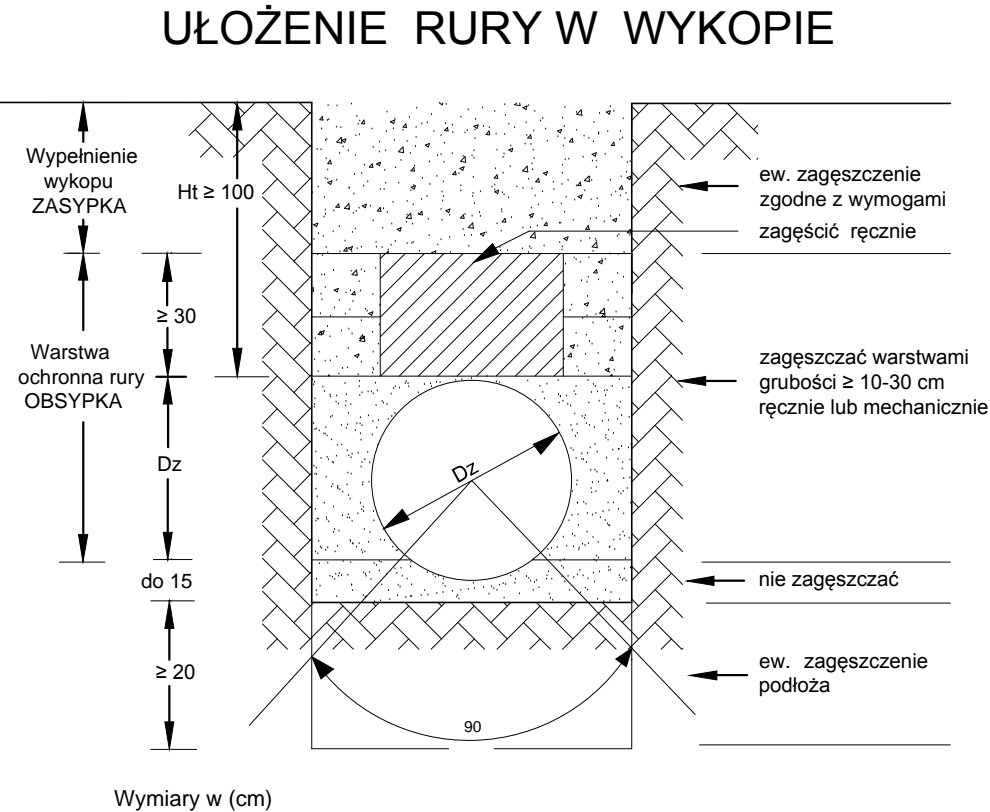 UŁOŻENIE RURY W WYKOPIE
Wypełnienie
wykopu
ZASYPKA
Ht ≥ 100
ew. zagęszczenie
zgodne z wymogami
zagęścić ręcznie
≥ 30
Warstwa
ochronna rury
OBSYPKA
zagęszczać warstwami
grubości ≥ 10-30 cm
ręcznie lub mechanicznie
Dz
Dz
do 15
nie zagęszczać
≥ 20
ew. zagęszczenie
podłoża
90
Wymiary w (cm)